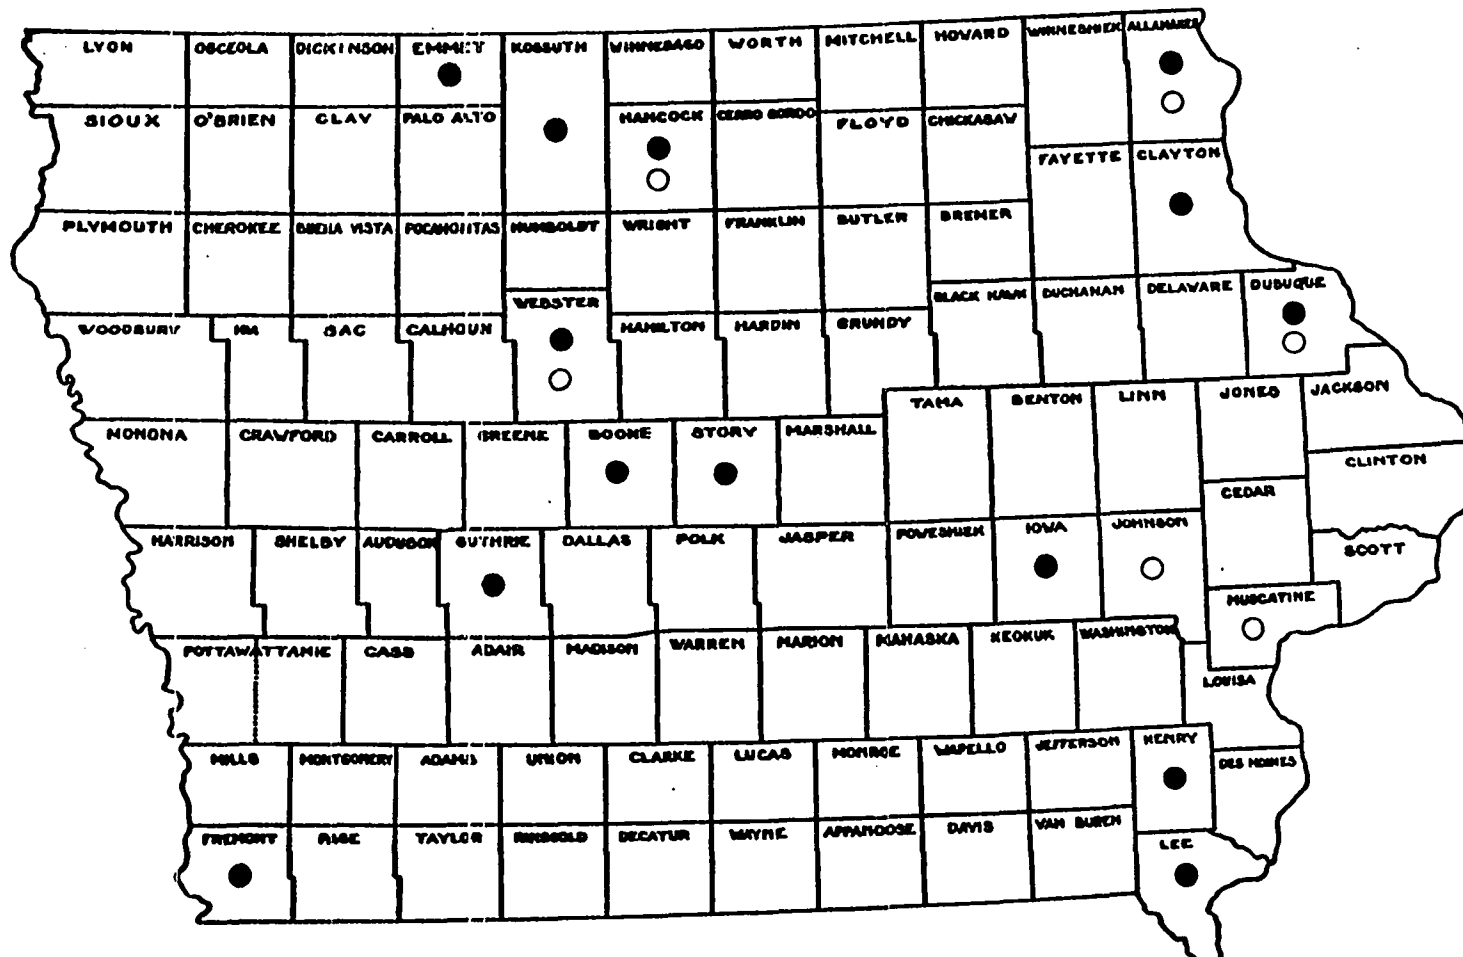 LYON OSCEOLA DICKINSON EMMET KOSSUTH WINNEBAGO WORTH MITCHELL HOWARD WINNESHIEK ALLAMAKEE
SIOUX O'BRIEN CLAY PALO ALTO HANCOCK CERRO GORDO FLOYD CHICKASAW
FAYETTE CLAYTON
PLYMOUTH CHEROKEE BUENA VISTA POCAHONTAS HUMBOLDT WRIGHT FRANKLIN BUTLER BREMER
WOODBURY IDA SAC CALHOUN WEBSTER HAMILTON HARDIN GRUNDY BLACK HAWK BUCHANAN DELAWARE DUBUQUE
MONONA CRAWFORD CARROLL GREENE BOONE STORY MARSHALL TAMA BENTON LINN JONES JACKSON
CLINTON
CEDAR
HARRISON SHELBY AUDUBON GUTHRIE DALLAS POLK JASPER POWESHIEK IOWA JOHNSON SCOTT
MUSCATINE
POTTAWATTAMIE CASS ADAIR MADISON WARREN MARION MAHASKA KEOKUK WASHINGTON
LOUISA
MILLS MONTGOMERY ADAMS UNION CLARKE LUCAS MONROE WAPELLO JEFFERSON HENRY DES MOINES
FREMONT PAGE TAYLOR RINGGOLD DECATUR WAYNE APPANOOSE DAVIS VAN BUREN LEE